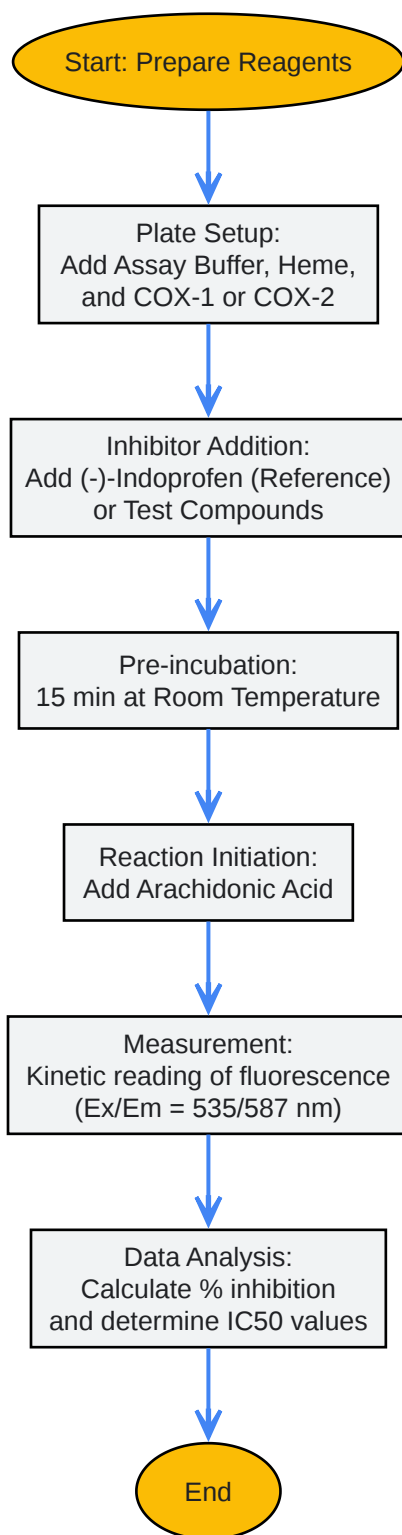 Start: Prepare Reagents
Plate Setup:
Add Assay Buffer, Heme,
and COX-1 or COX-2
Inhibitor Addition:
Add (-)-Indoprofen (Reference)
or Test Compounds
Pre-incubation:
15 min at Room Temperature
Reaction Initiation:
Add Arachidonic Acid
Measurement:
Kinetic reading of fluorescence
(Ex/Em = 535/587 nm)
Data Analysis:
Calculate % inhibition
and determine IC50 values
End